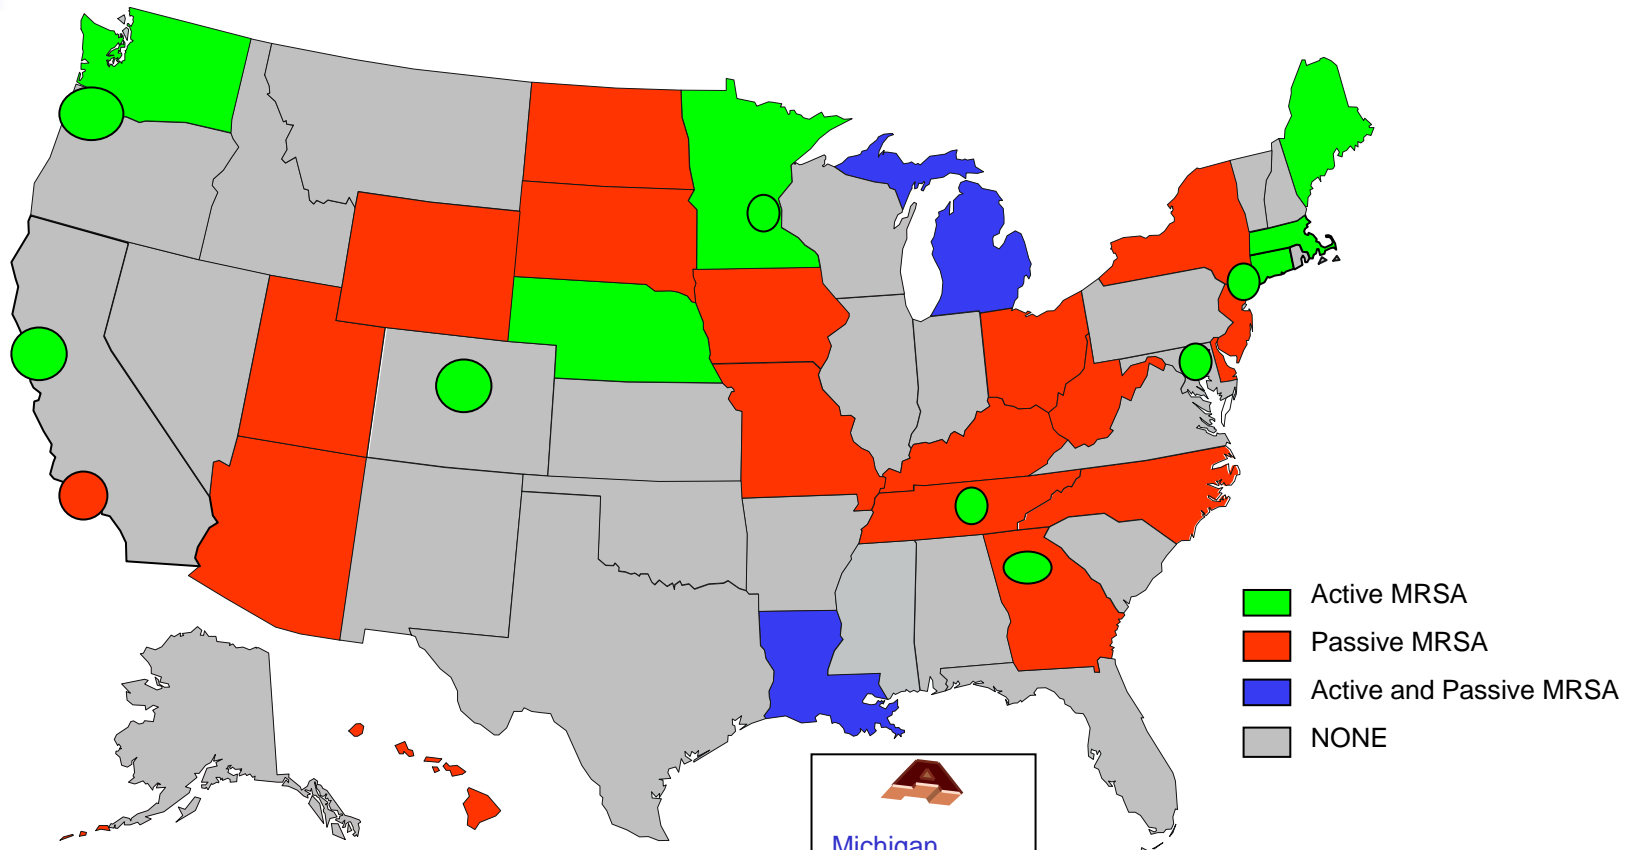 Active MRSA
Passive MRSA
Active and Passive MRSA
NONE
Michigan